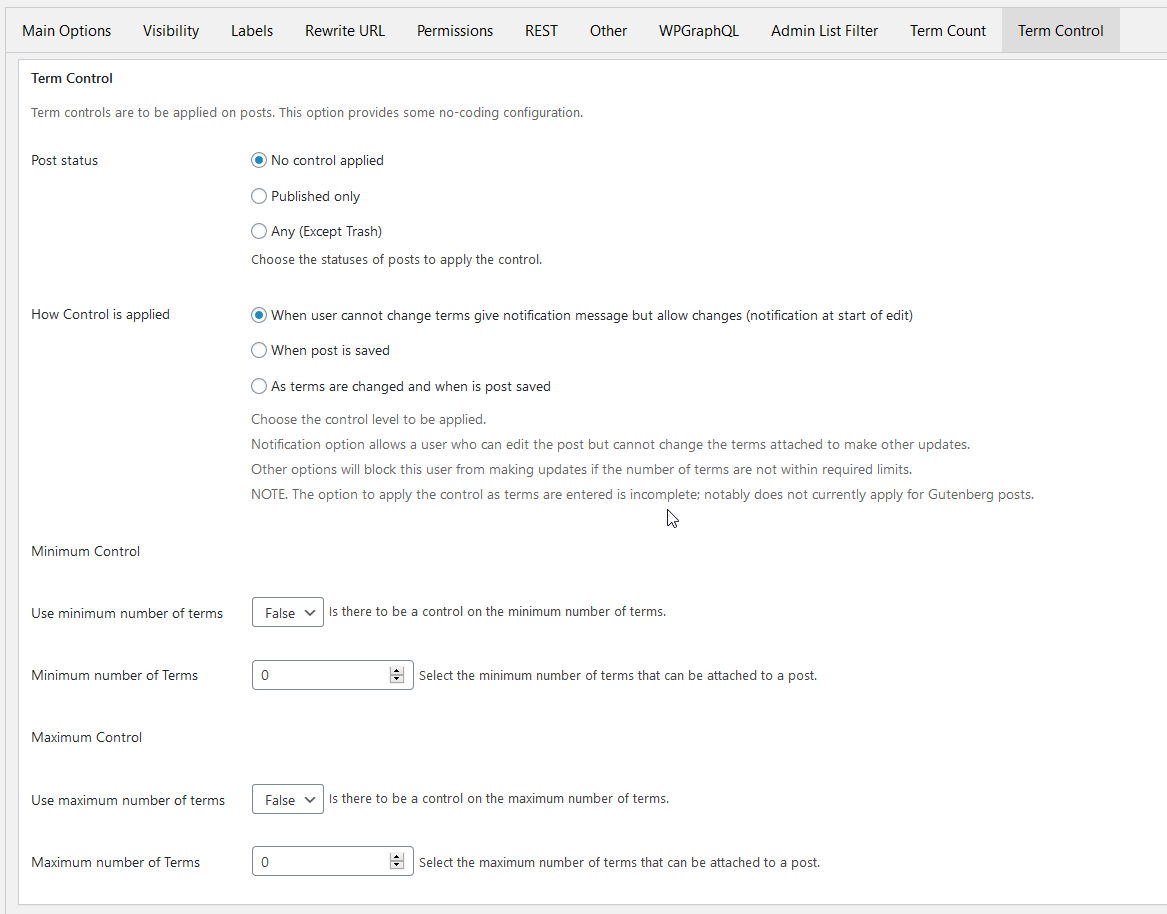 Main Options Visibility Labels Rewrite URL Permissions REST Other WPGraphQL Admin List Filter Term Count Term Control
Term Control
Term controls are to be applied on posts. This option provides some no-coding configuration.
Post status No control applied
Published only
Any (Except Trash)
Choose the statuses of posts to apply the control.
How Control is applied When user cannot change terms give notification message but allow changes (notification at start of edit)
When post is saved
As terms are changed and when is post saved
Choose the control level to be applied.
Notification option allows a user who can edit the post but cannot change the terms attached to make other updates.
Other options will block this user from making updates if the number of terms are not within required limits.
NOTE. The option to apply the control as terms are entered is incomplete; notably does not currently apply for Gutenberg posts.
Minimum Control
Use minimum number of terms False Is there to be a control on the minimum number of terms.
Minimum number of Terms 0 Select the minimum number of terms that can be attached to a post.
Maximum Control
Use maximum number of terms False Is there to be a control on the maximum number of terms.
Maximum number of Terms 0 Select the maximum number of terms that can be attached to a post.